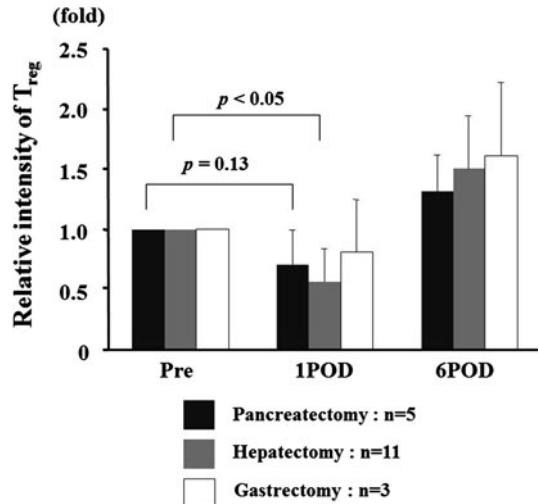 (fold)
Relative intensity of Treg
2.5
2.0
1.5
1.0
0.5
0
p < 0.05
p = 0.13
Pre 1POD 6POD
Pancreatectomy : n=5
Hepatectomy : n=11
Gastrectomy : n=3